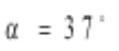 α = 37°